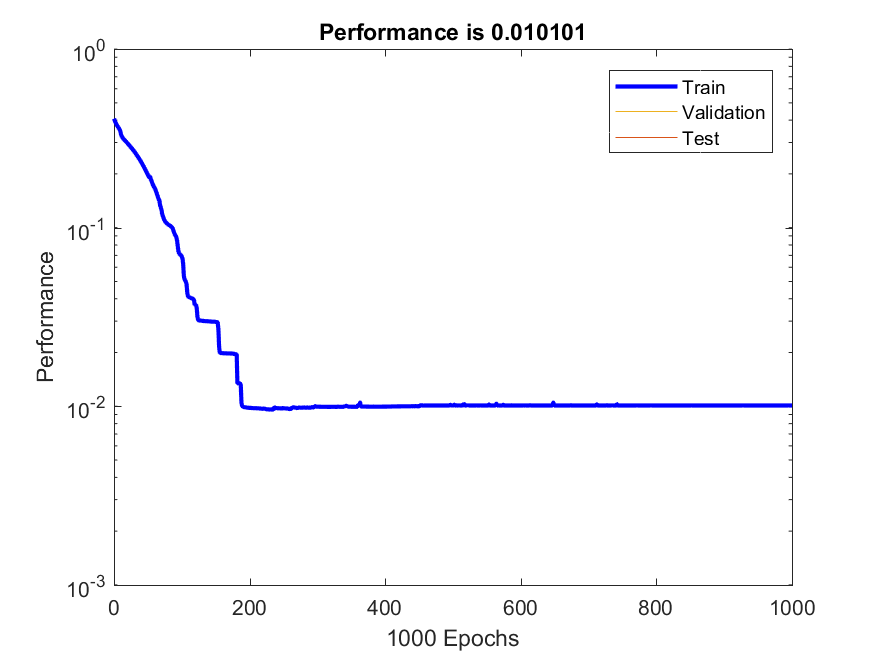 Performance is 0.010101
10^0
10^-1
10^-2
10^-3
Performance
Train
Validation
Test
0
200
400
600
800
1000
1000 Epochs